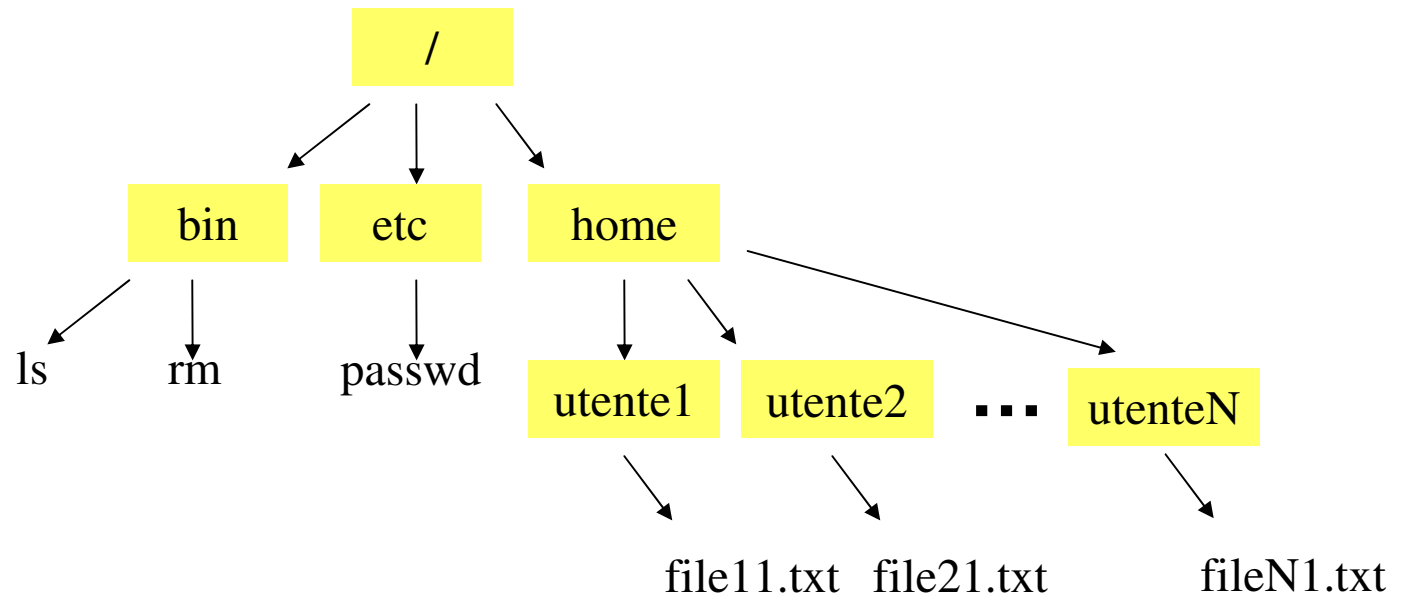 /
bin etc home
ls rm passwd
utente1 utente2 ... utenteN
file11.txt file21.txt fileN1.txt